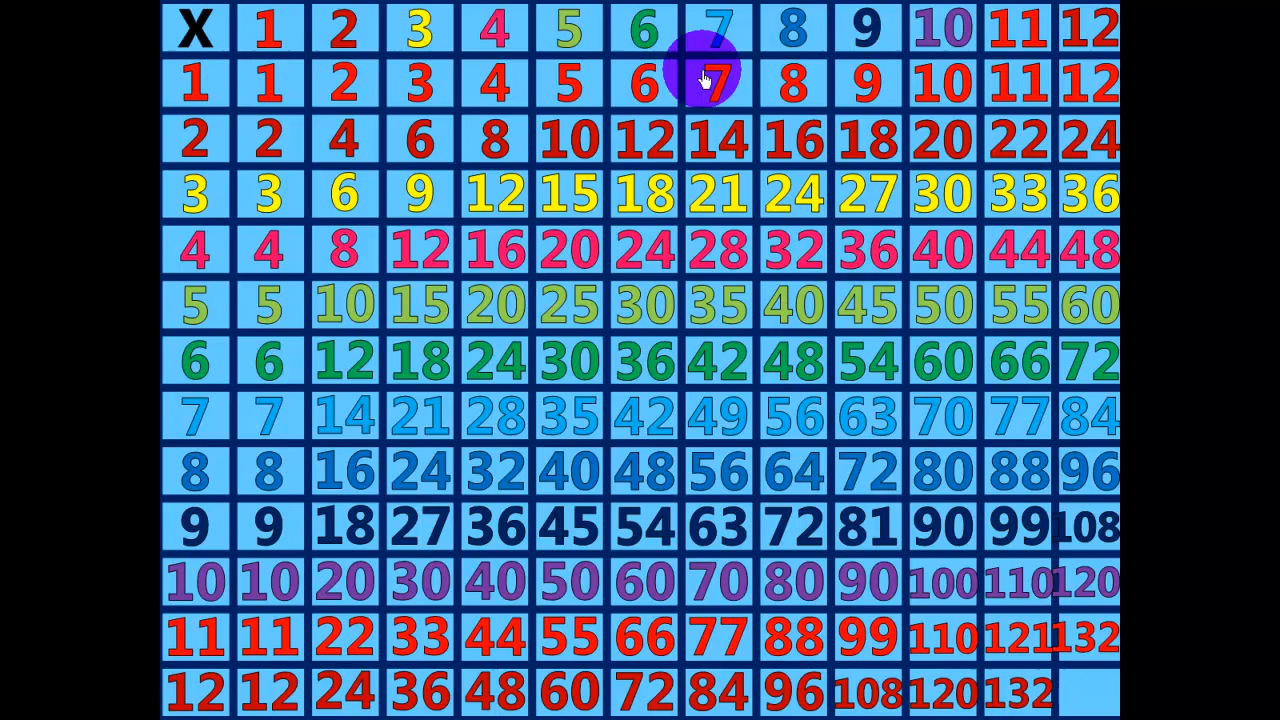 X 1 2 3 4 5 6 7 8 9 10 11 12
1 1 2 3 4 5 6 7 8 9 10 11 12
2 2 4 6 8 10 12 14 16 18 20 22 24
3 3 6 9 12 15 18 21 24 27 30 33 36
4 4 8 12 16 20 24 28 32 36 40 44 48
5 5 10 15 20 25 30 35 40 45 50 55 60
6 6 12 18 24 30 36 42 48 54 60 66 72
7 7 14 21 28 35 42 49 56 63 70 77 84
8 8 16 24 32 40 48 56 64 72 80 88 96
9 9 18 27 36 45 54 63 72 81 90 99 108
10 10 20 30 40 50 60 70 80 90 100 110 120
11 11 22 33 44 55 66 77 88 99 110 121 132
12 12 24 36 48 60 72 84 96 108 120 132